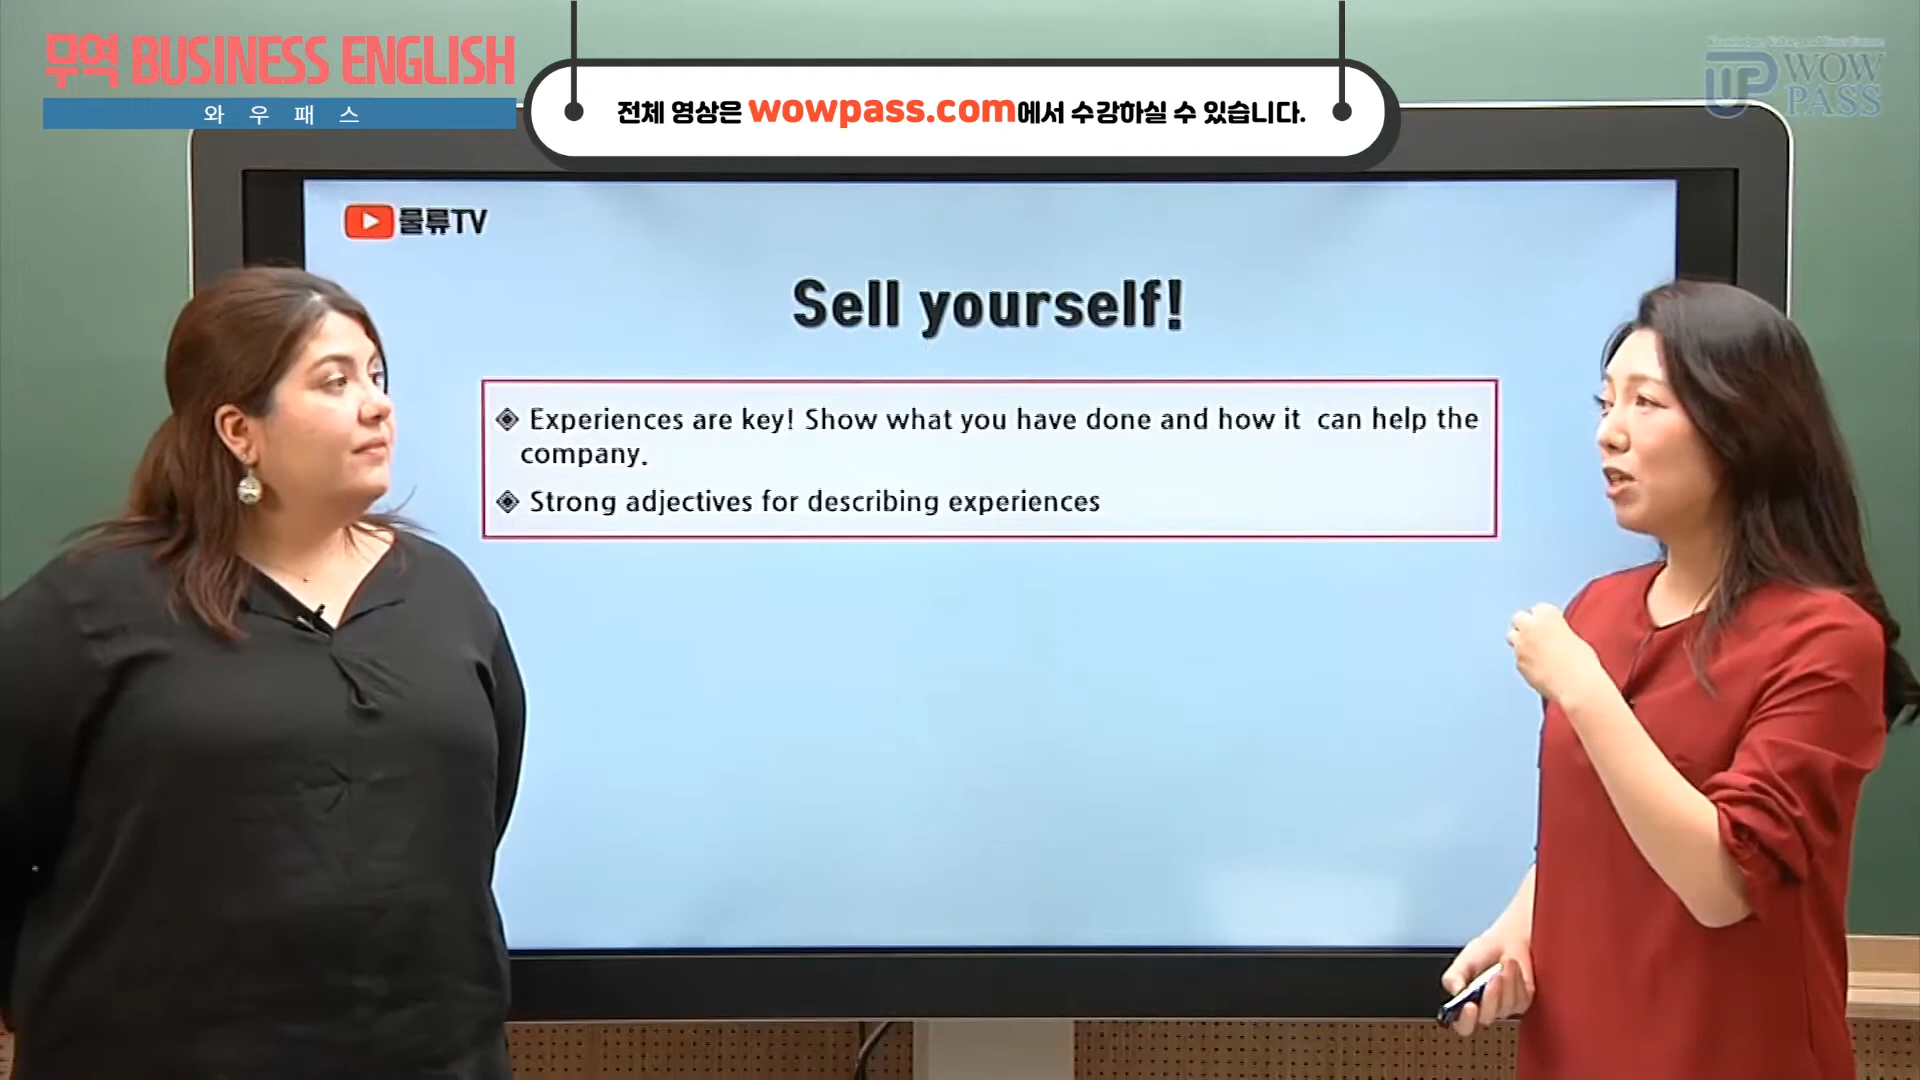 무역 BUSINESS ENGLISH
와우패스
전체 영상은 wowpass.com에서 수강하실 수 있습니다.
WOW
PASS
물류TV
Sell yourself!
Experiences are key! Show what you have done and how it can help the
company.
Strong adjectives for describing experiences